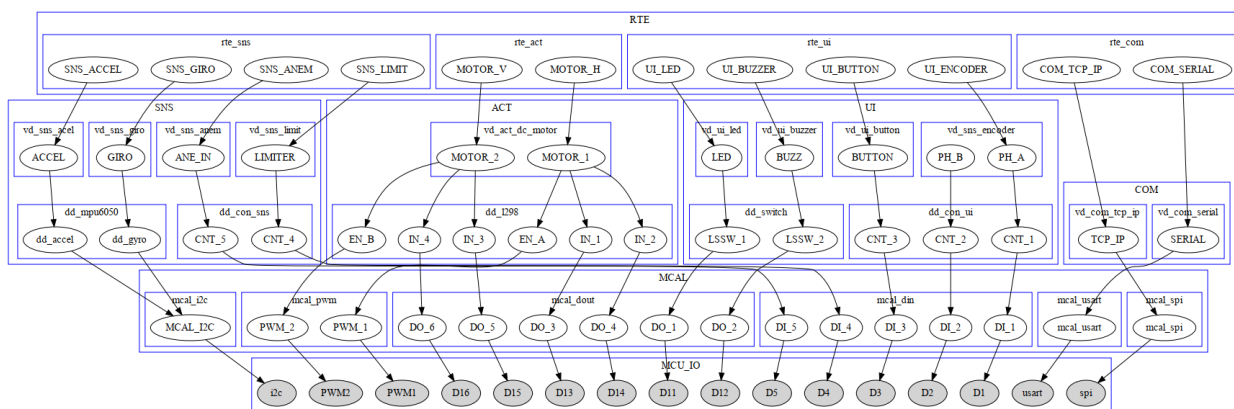 RTE
rte_sns rte_act rte_ui rte_com
SNS_ACCEL SNS_GIRO SNS_ANEM SNS_LIMIT MOTOR_V MOTOR_H UI_LED UI_BUZZER UI_BUTTON UI_ENCODER COM_TCP_IP COM_SERIAL
SNS ACT UI
vd_sns_acel vd_sns_giro vd_sns_anem vd_sns_limit vd_act_dc_motor vd_ui_led vd_ui_buzzer vd_ui_button vd_sns_encoder
ACCEL GIRO ANE_IN LIMITER MOTOR_2 MOTOR_1 LED BUZZ BUTTON PH_B PH_A
COM
dd_mpu6050 dd_con_sns dd_l298 dd_switch dd_con_ui vd_com_tcp_ip vd_com_serial
dd_accel dd_gyro CNT_5 CNT_4 EN_B IN_4 IN_3 EN_A IN_1 IN_2 LSSW_1 LSSW_2 CNT_3 CNT_2 CNT_1 TCP_IP SERIAL
MCAL
mcal_i2c mcal_pwm mcal_dout mcal_din mcal_usart mcal_spi
MCAL_I2C PWM_2 PWM_1 DO_6 DO_5 DO_3 DO_4 DO_1 DO_2 DI_5 DI_4 DI_3 DI_2 DI_1 mcal_usart mcal_spi
MCU_IO
i2c PWM2 PWM1 D16 D15 D13 D14 D11 D12 D5 D4 D3 D2 D1 usart spi